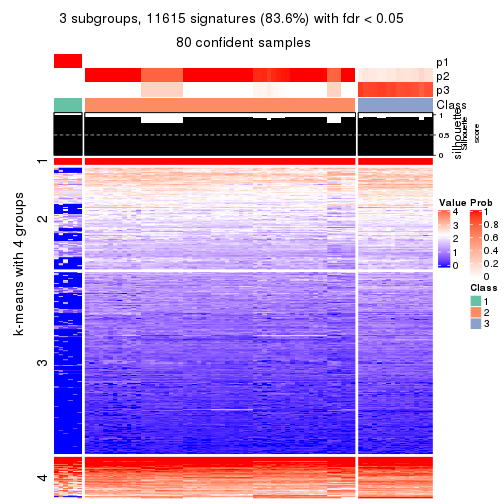 3 subgroups, 11615 signatures (83.6%) with fdr < 0.05
80 confident samples
p1
p2
p3
Class
1
0.5
0
silhouette
Silhouette
score
k-means with 4 groups
1
2
3
4
Value
4
3
2
1
0
Prob
1
0.8
0.6
0.4
0.2
0
Class
1
2
3